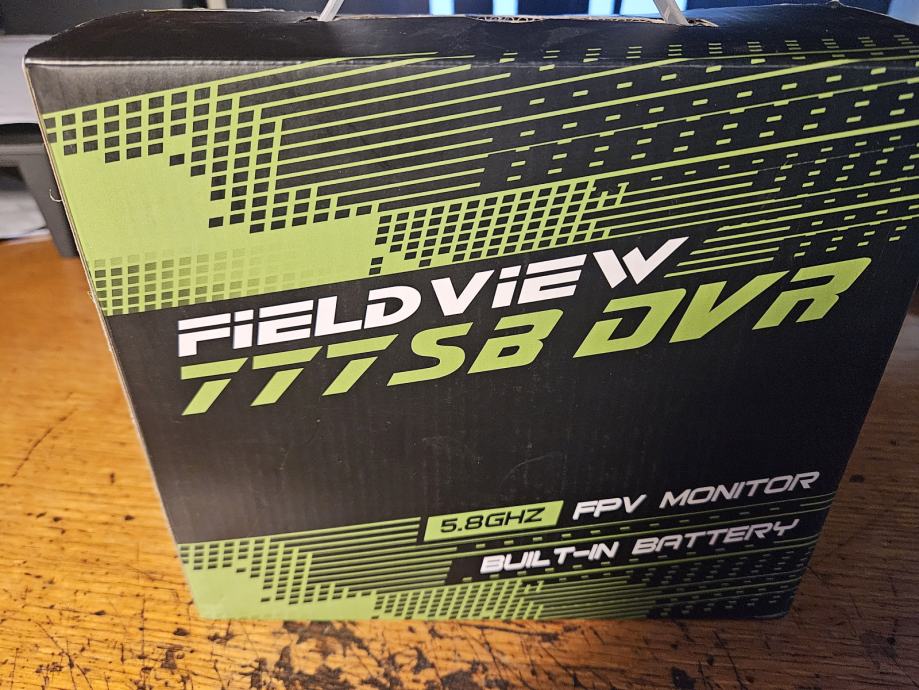 FiELDViEW
777SB DVR
5.8GHZ FPV MONITOR
BUILT-IN BATTERY